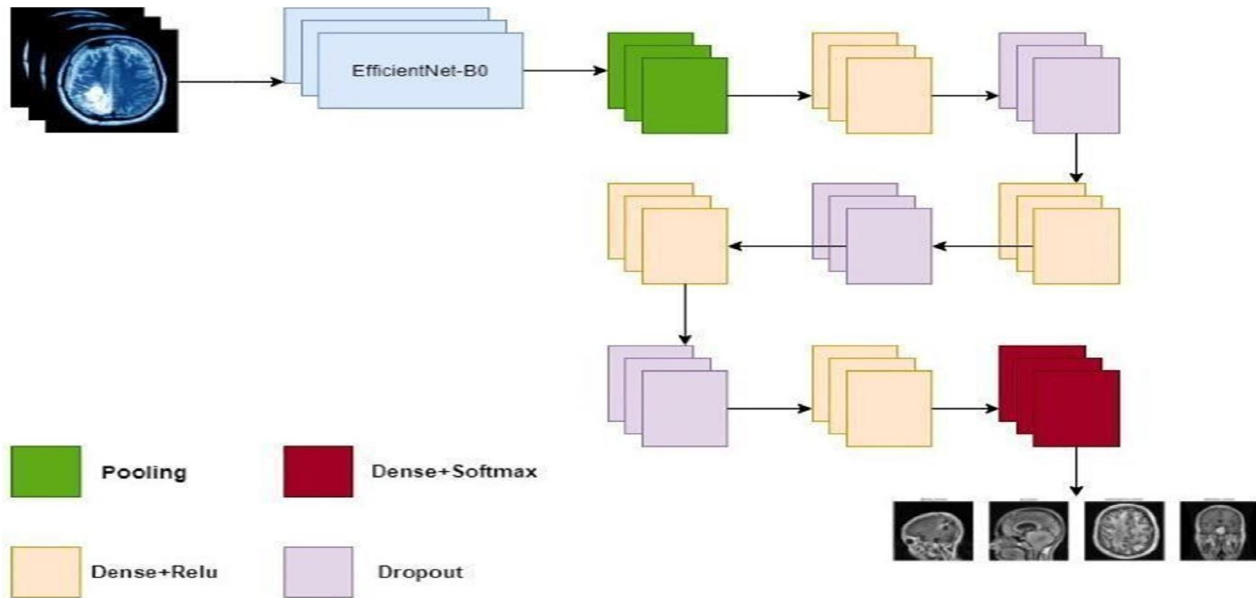 EfficientNet-B0
Pooling
Dense+Softmax
Dense+Relu
Dropout